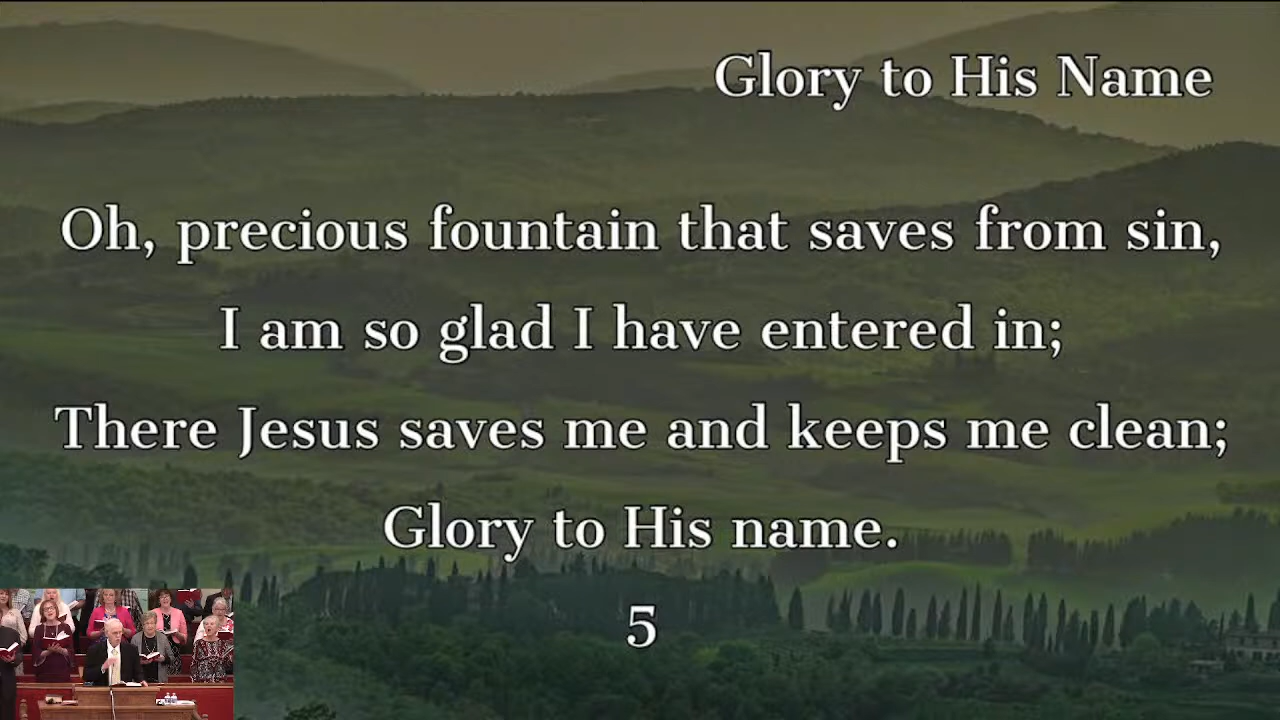 Glory to His Name
Oh, precious fountain that saves from sin,
I am so glad I have entered in;
There Jesus saves me and keeps me clean;
Glory to His name.
5